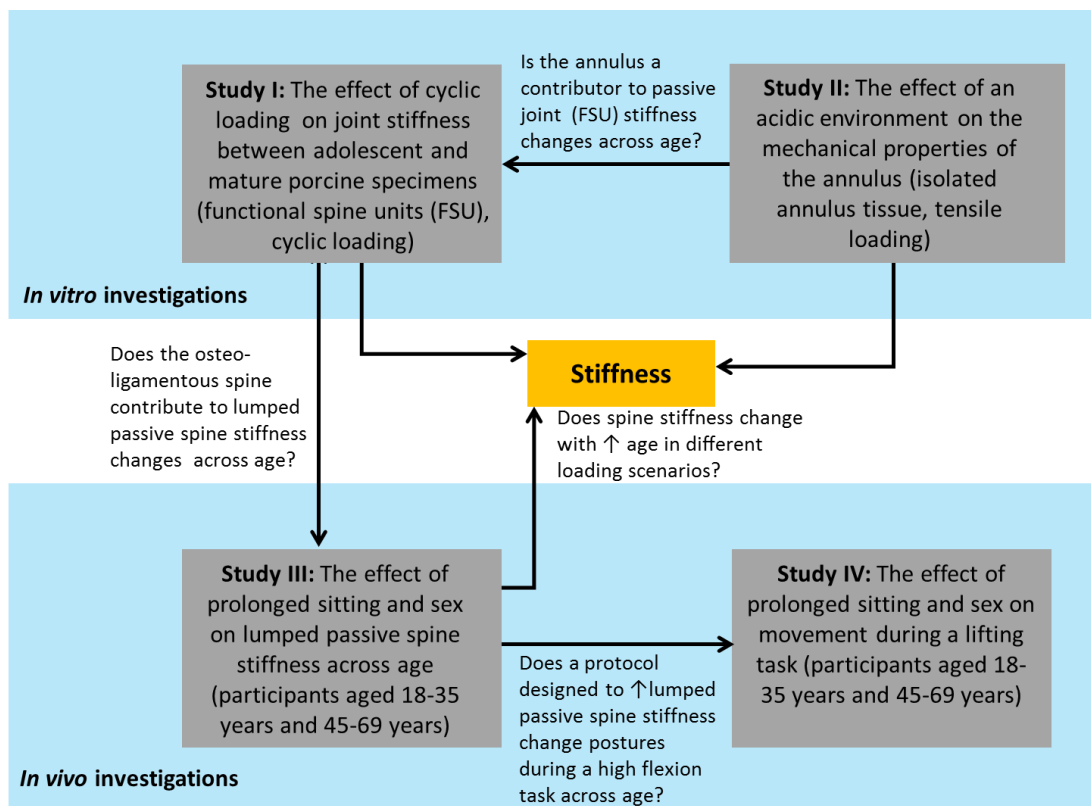 Study I: The effect of cyclic
loading on joint stiffness
between adolescent and
mature porcine specimens
(functional spine units (FSU),
cyclic loading)
Is the annulus a
contributor to passive
joint (FSU) stiffness
changes across age?
Study II: The effect of an
acidic environment on the
mechanical properties of
the annulus (isolated
annulus tissue, tensile
loading)
In vitro investigations
Does the osteo-
ligamentous spine
contribute to lumped
passive spine stiffness
changes across age?
Stiffness
Does spine stiffness change
with ↑ age in different
loading scenarios?
Study III: The effect of
prolonged sitting and sex
on lumped passive spine
stiffness across age
(participants aged 18-35
years and 45-69 years)
Does a protocol
designed to ↑lumped
passive spine stiffness
change postures
during a high flexion
task across age?
Study IV: The effect of
prolonged sitting and sex on
movement during a lifting
task (participants aged 18-
35 years and 45-69 years)
In vivo investigations